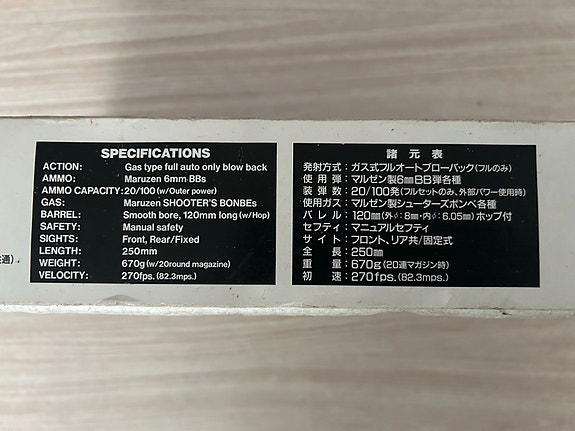 SPECIFICATIONS
ACTION: Gas type full auto only blow back
AMMO: Maruzen 6mm BBs
AMMO CAPACITY: 20/100 (w/Outer power)
GAS: Maruzen SHOOTER'S BONBEs
BARREL: Smooth bore, 120mm long (w/Hop)
SAFETY: Manual safety
SIGHTS: Front, Rear/Fixed
LENGTH: 250mm
WEIGHT: 670g (w/20round magazine)
VELOCITY: 270fps. (82.3mps.)
諸元表
発射方式：ガス式フルオートブローバック(フルのみ)
使用弾：マルゼン製6㎜BB弾各種
装弾数：20/100発(フルセットのみ、外部パワー使用時)
使用ガス：マルゼン製シューターズボンベ各種
バレル：120㎜(外φ:8㎜・内φ:6.05㎜)ホップ付
セフティ：マニュアルセフティ
サイト：フロント、リア共/固定式
全長：250㎜
重量：670g(20連マガジン時)
初速：270fps. (82.3mps.)
通).